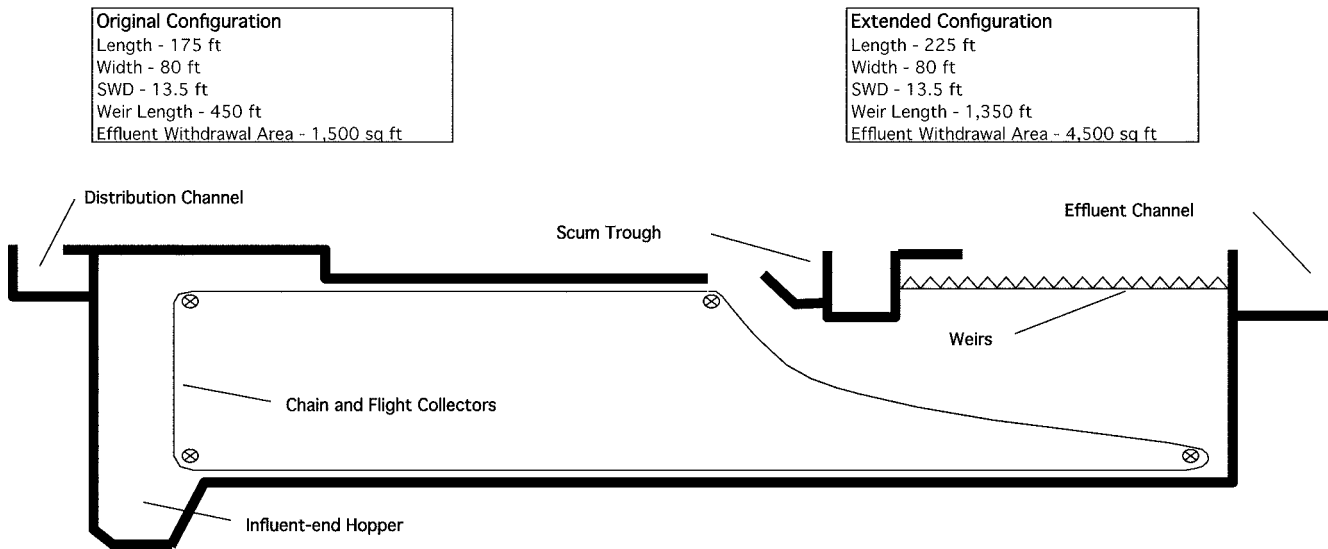 Original Configuration
Length - 175 ft
Width - 80 ft
SWD - 13.5 ft
Weir Length - 450 ft
Effluent Withdrawal Area - 1,500 sq ft
Extended Configuration
Length - 225 ft
Width - 80 ft
SWD - 13.5 ft
Weir Length - 1,350 ft
Effluent Withdrawal Area - 4,500 sq ft
Distribution Channel
Scum Trough
Effluent Channel
Weirs
Chain and Flight Collectors
Influent-end Hopper